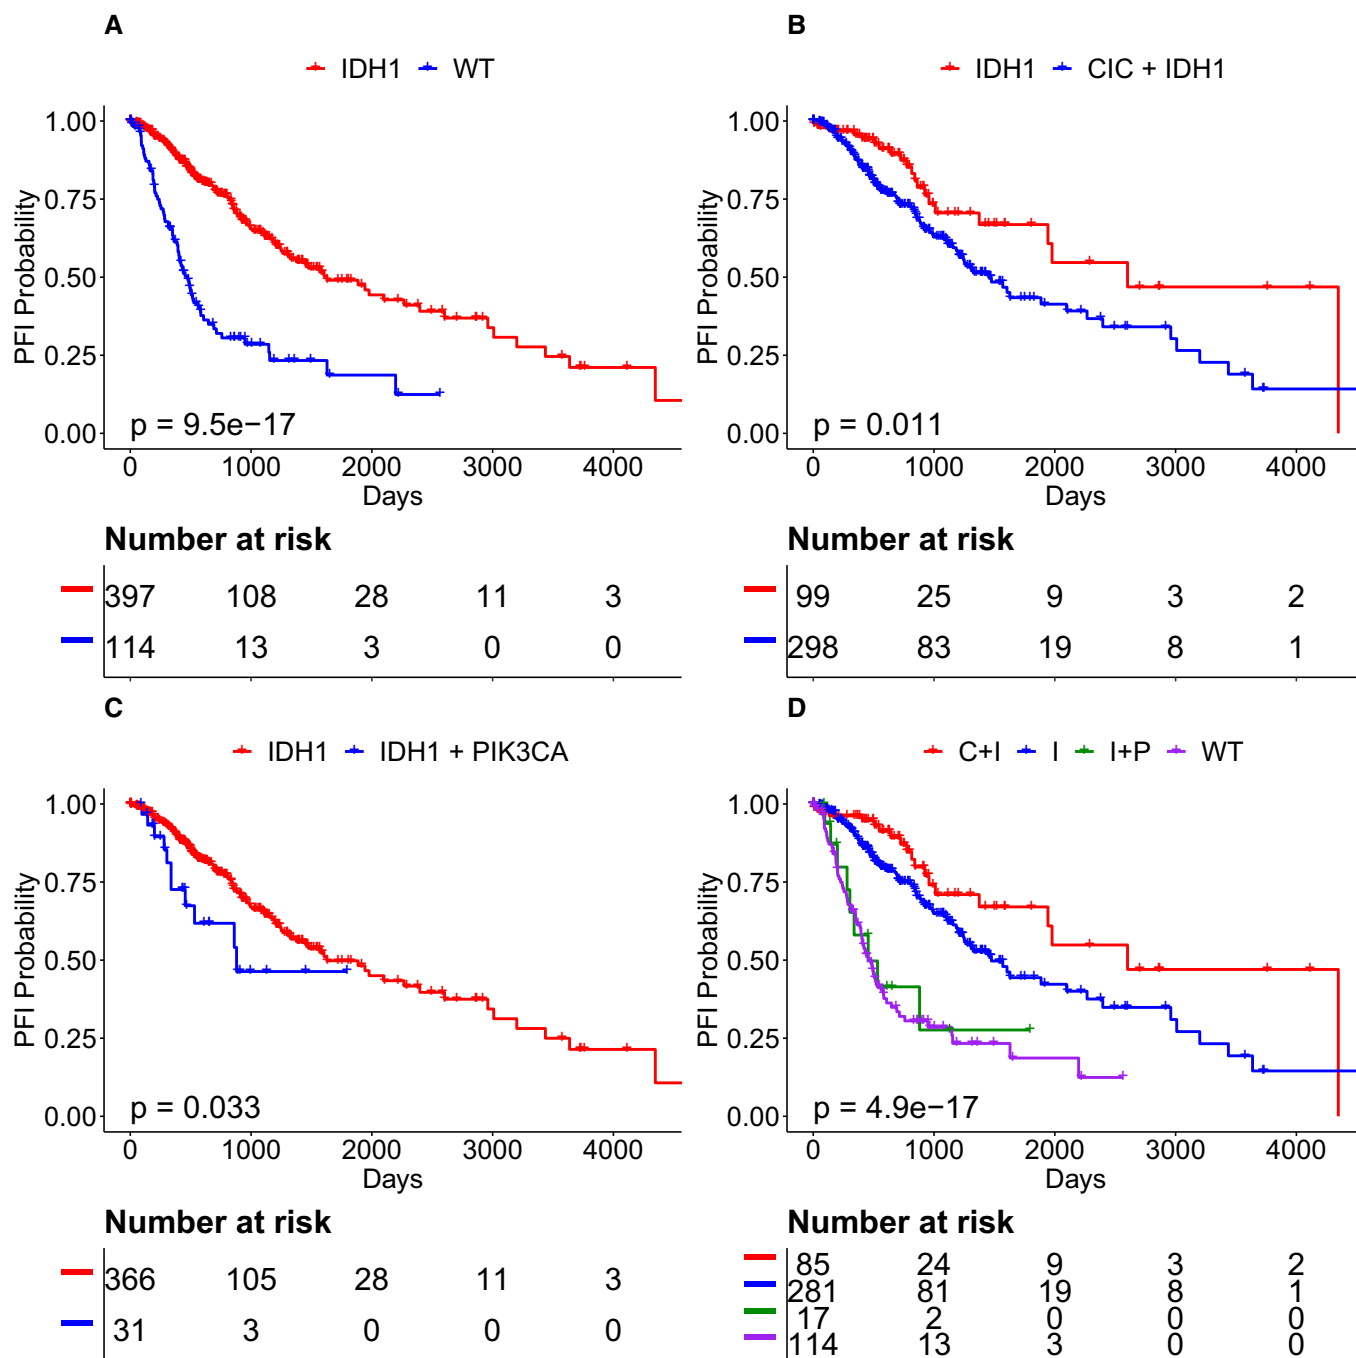 A
IDH1 WT
PFI Probability
1.00
0.75
0.50
0.25
0.00
p = 9.5e−17
0 1000 2000 3000 4000
Days
Number at risk
397 108 28 11 3
114 13 3 0 0
B
IDH1 CIC + IDH1
PFI Probability
1.00
0.75
0.50
0.25
0.00
p = 0.011
0 1000 2000 3000 4000
Days
Number at risk
99 25 9 3 2
298 83 19 8 1
C
IDH1 IDH1 + PIK3CA
PFI Probability
1.00
0.75
0.50
0.25
0.00
p = 0.033
0 1000 2000 3000 4000
Days
Number at risk
366 105 28 11 3
31 3 0 0 0
D
C+I I I+P WT
PFI Probability
1.00
0.75
0.50
0.25
0.00
p = 4.9e−17
0 1000 2000 3000 4000
Days
Number at risk
85 24 9 3 2
281 81 19 8 1
17 2 0 0 0
114 13 3 0 0